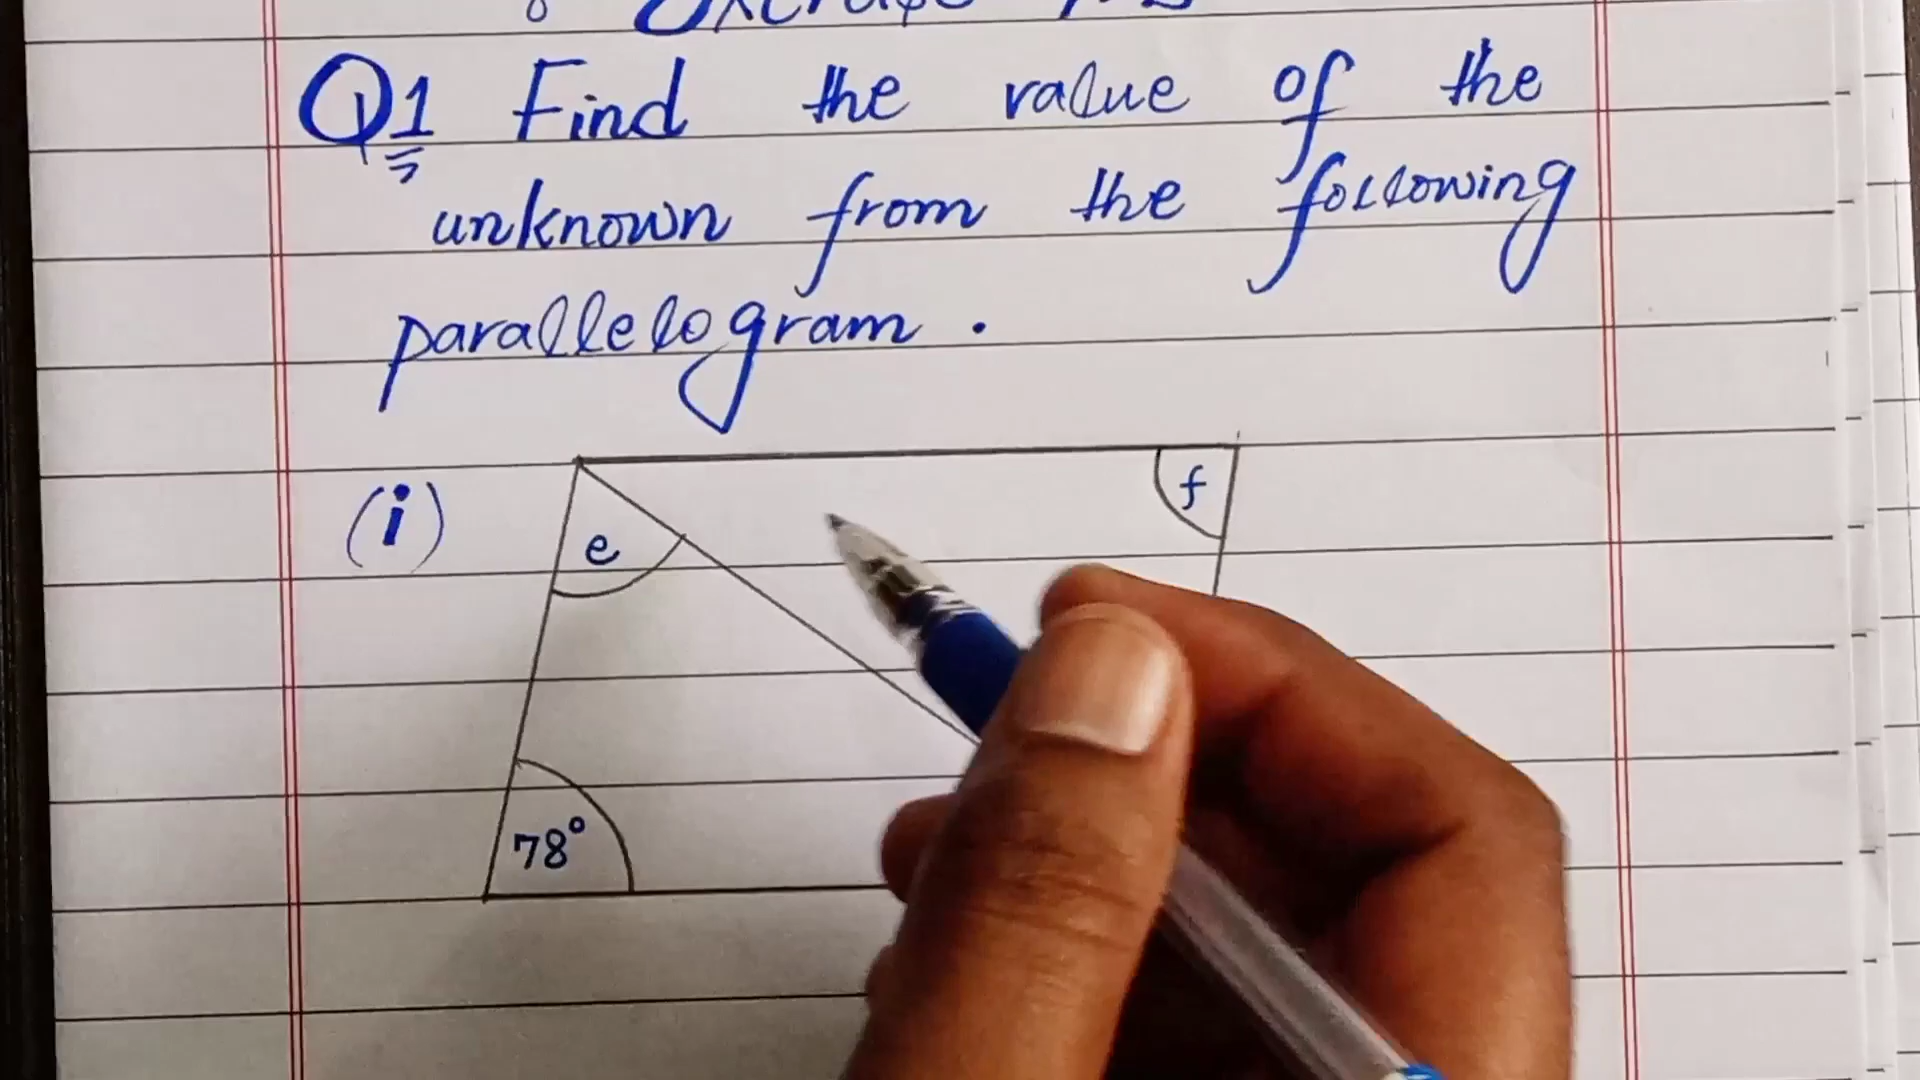 Q1 Find the value of the
unknown from the following
parallelogram .
(i)
e
f
78°